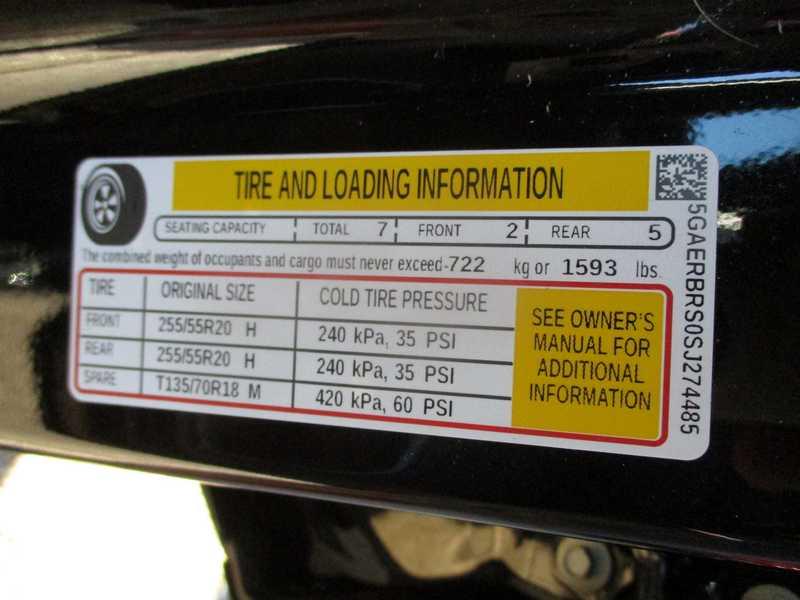 TIRE AND LOADING INFORMATION
SEATING CAPACITY TOTAL 7 FRONT 2 REAR 5
The combined weight of occupants and cargo must never exceed-722 kg or 1593 lbs.
TIRE ORIGINAL SIZE COLD TIRE PRESSURE
FRONT 255/55R20 H 240 kPa, 35 PSI
REAR 255/55R20 H 240 kPa, 35 PSI
SPARE T135/70R18 M 420 kPa, 60 PSI
SEE OWNER'S
MANUAL FOR
ADDITIONAL
INFORMATION
5GAERBRS0SJ274485